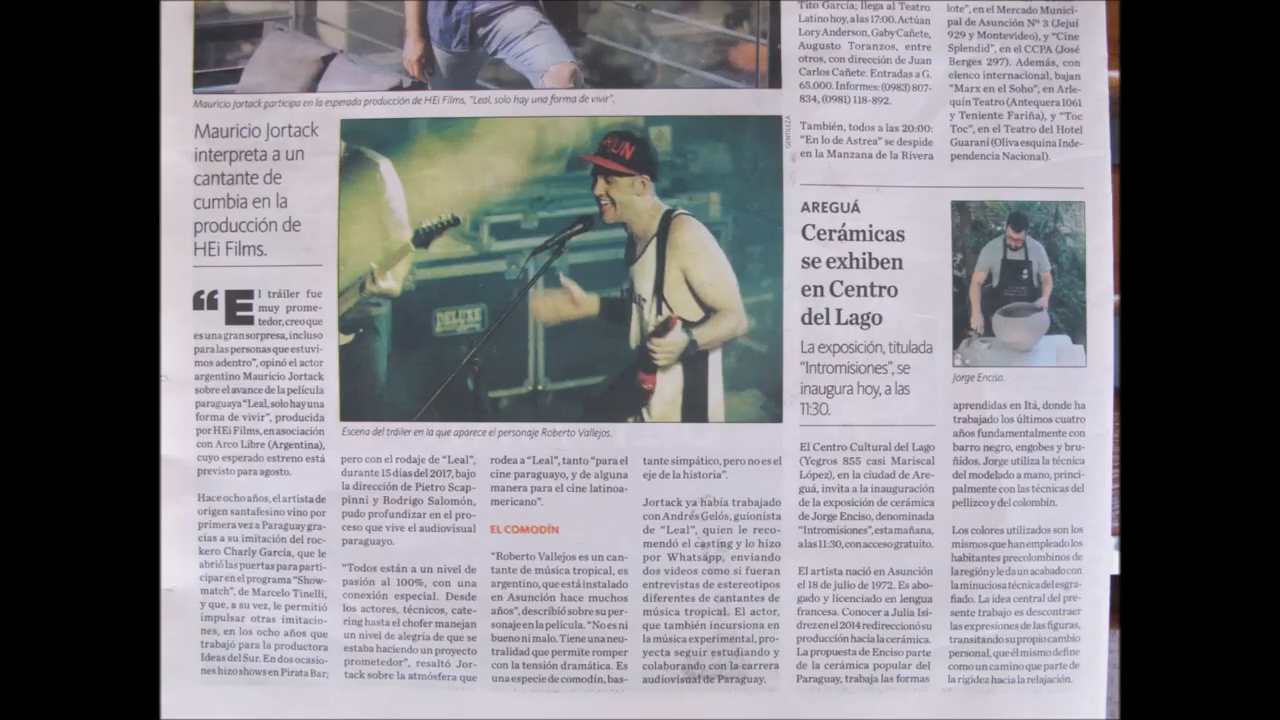 Mauricio Jortack participa en la esperada producción de HEi Films, “Leal, solo hay una forma de vivir”.
Mauricio Jortack
interpreta a un
cantante de
cumbia en la
producción de
HEi Films.
“El tráiler fue
muy prome-
tedor, creo que
es una gran sorpresa, incluso
para las personas que estuvi-
mos adentro”, opinó el actor
argentino Mauricio Jortack
sobre el avance de la película
paraguaya “Leal, solo hay una
forma de vivir”, producida
por HEi Films, en asociación
con Arco Libre (Argentina),
cuyo esperado estreno está
previsto para agosto.
Hace ocho años, el artista de
origen santafesino vino por
primera vez a Paraguay gra-
cias a su imitación del roc-
kero Charly García, que le
abrió las puertas para parti-
cipar en el programa “Show-
match”, de Marcelo Tinelli,
y que, a su vez, le permitió
impulsar otras imitacio-
nes, en los ocho años que
trabajó para la productora
Ideas del Sur. En dos ocasio-
nes hizo shows en Pirata Bar;
GENTILEZA
RUN
DELUXE
Escena del tráiler en la que aparece el personaje Roberto Vallejos.
pero con el rodaje de “Leal”,
durante 15 días del 2017, bajo
la dirección de Pietro Scap-
pinni y Rodrigo Salomón,
pudo profundizar en el pro-
ceso que vive el audiovisual
paraguayo.
“Todos están a un nivel de
pasión al 100%, con una
conexión especial. Desde
los actores, técnicos, cate-
ring hasta el chofer manejan
un nivel de alegría de que se
estaba haciendo un proyecto
prometedor”, resaltó Jor-
tack sobre la atmósfera que
rodea a “Leal”, tanto “para el
cine paraguayo, y de alguna
manera para el cine latinoa-
mericano”.
EL COMODÍN
“Roberto Vallejos es un can-
tante de música tropical, es
argentino, que está instalado
en Asunción hace muchos
años”, describió sobre su per-
sonaje en la película. “No es ni
bueno ni malo. Tiene una neu-
tralidad que permite romper
con la tensión dramática. Es
una especie de comodín, bas-
tante simpático, pero no es el
eje de la historia”.
Jortack ya había trabajado
con Andrés Gelós, guionista
de “Leal”, quien le reco-
mendó el casting y lo hizo
por Whatsapp, enviando
dos videos como si fueran
entrevistas de estereotipos
diferentes de cantantes de
música tropical. El actor,
que también incursiona en
la música experimental, pro-
yecta seguir estudiando y
colaborando con la carrera
audiovisual de Paraguay.
Tito García; llega al Teatro
Latino hoy, a las 17:00. Actúan
Lory Anderson, Gaby Cañete,
Augusto Toranzos, entre
otros, con dirección de Juan
Carlos Cañete. Entradas a G.
65.000. Informes: (0983) 807-
834, (0981) 118-892.
También, todos a las 20:00:
“En lo de Astrea” se despide
en la Manzana de la Rivera
lote”, en el Mercado Munici-
pal de Asunción Nº 3 (Jejuí
929 y Montevideo), y “Cine
Splendid”, en el CCPA (José
Berges 297). Además, con
elenco internacional, bajan
“Marx en el Soho”, en Arle-
quín Teatro (Antequera 1061
y Teniente Fariña), y “Toc
Toc”, en el Teatro del Hotel
Guaraní (Oliva esquina Inde-
pendencia Nacional).
AREGUÁ
Cerámicas
se exhiben
en Centro
del Lago
La exposición, titulada
“Intromisiones”, se
inaugura hoy, a las
11:30.
Jorge Enciso.
El Centro Cultural del Lago
(Yegros 855 casi Mariscal
López), en la ciudad de Are-
guá, invita a la inauguración
de la exposición de cerámica
de Jorge Enciso, denominada
“Intromisiones”, esta mañana,
a las 11:30, con acceso gratuito.
El artista nació en Asunción
el 18 de julio de 1972. Es abo-
gado y licenciado en lengua
francesa. Conocer a Julia Isi-
drez en el 2014 redireccionó su
producción hacia la cerámica.
La propuesta de Enciso parte
de la cerámica popular del
Paraguay, trabaja las formas
aprendidas en Itá, donde ha
trabajado los últimos cuatro
años fundamentalmente con
barro negro, engobes y bru-
ñidos. Jorge utiliza la técnica
del modelado a mano, princi-
palmente con las técnicas del
pellizco y del colombín.
Los colores utilizados son los
mismos que han empleado los
habitantes precolombinos de
la región y le da un acabado con
la minuciosa técnica del esgra-
fiado. La idea central del pre-
sente trabajo es descontraer
las expresiones de las figuras,
transitando su propio cambio
personal, que él mismo define
como un camino que parte de
la rigidez hacia la relajación.